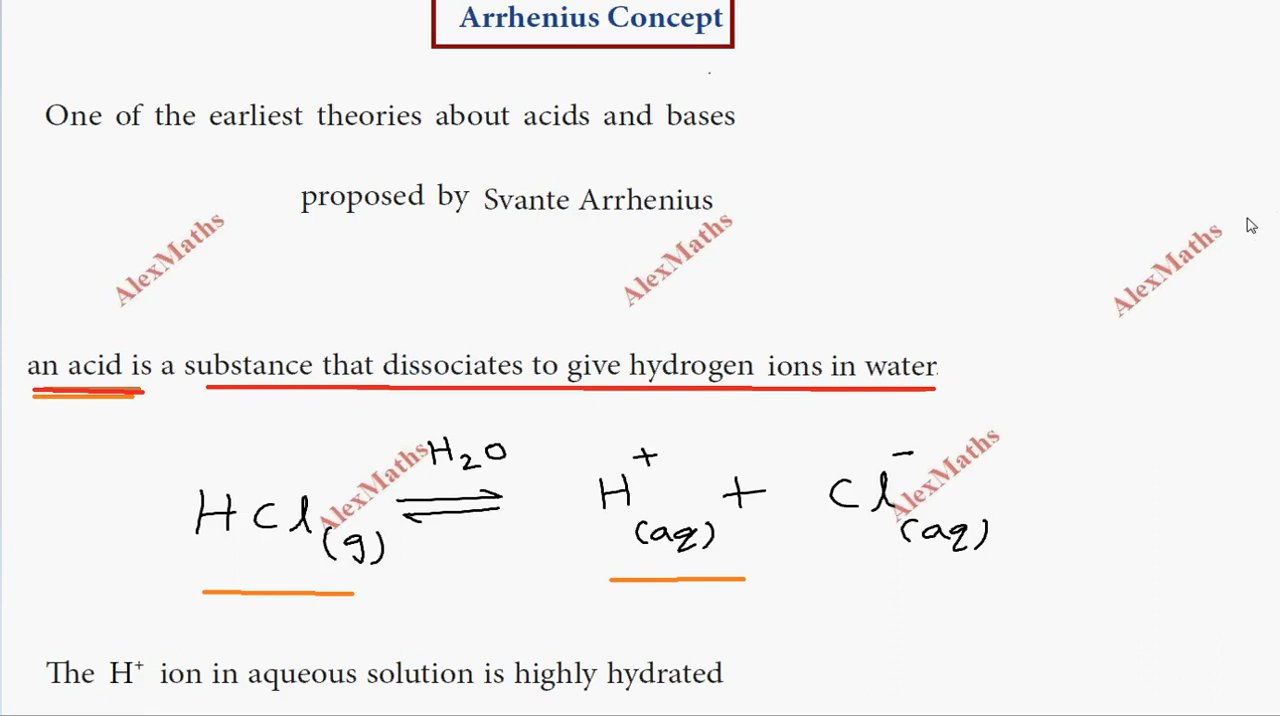 Arrhenius Concept
One of the earliest theories about acids and bases
proposed by Svante Arrhenius
AlexMaths AlexMaths AlexMaths
an acid is a substance that dissociates to give hydrogen ions in water
AlexMaths AlexMaths
HCl(g) ⇌ H₂O H⁺(aq) + Cl⁻(aq)
The H⁺ ion in aqueous solution is highly hydrated